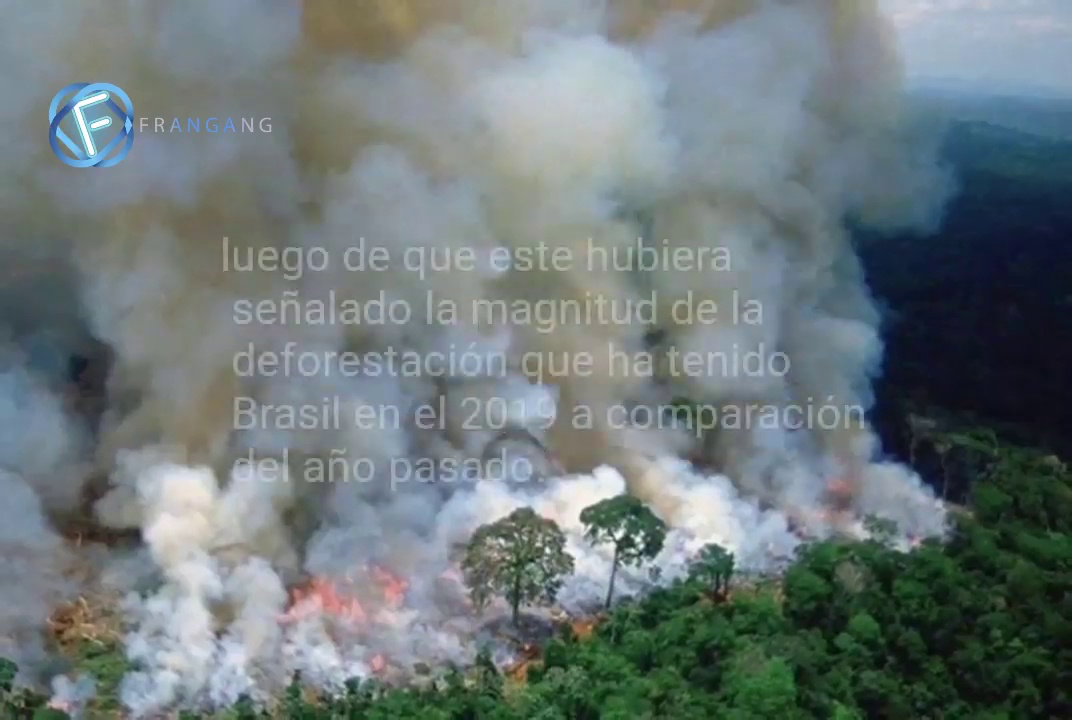 F
FRANGANG
luego de que este hubiera
señalado la magnitud de la
deforestación que ha tenido
Brasil en el 2019 a comparación
del año pasado.